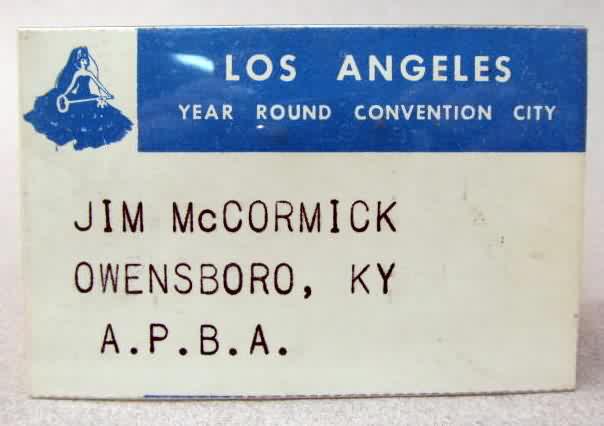 LOS ANGELES
YEAR ROUND CONVENTION CITY
JIM McCORMICK
OWENSBORO, KY
A.P.B.A.